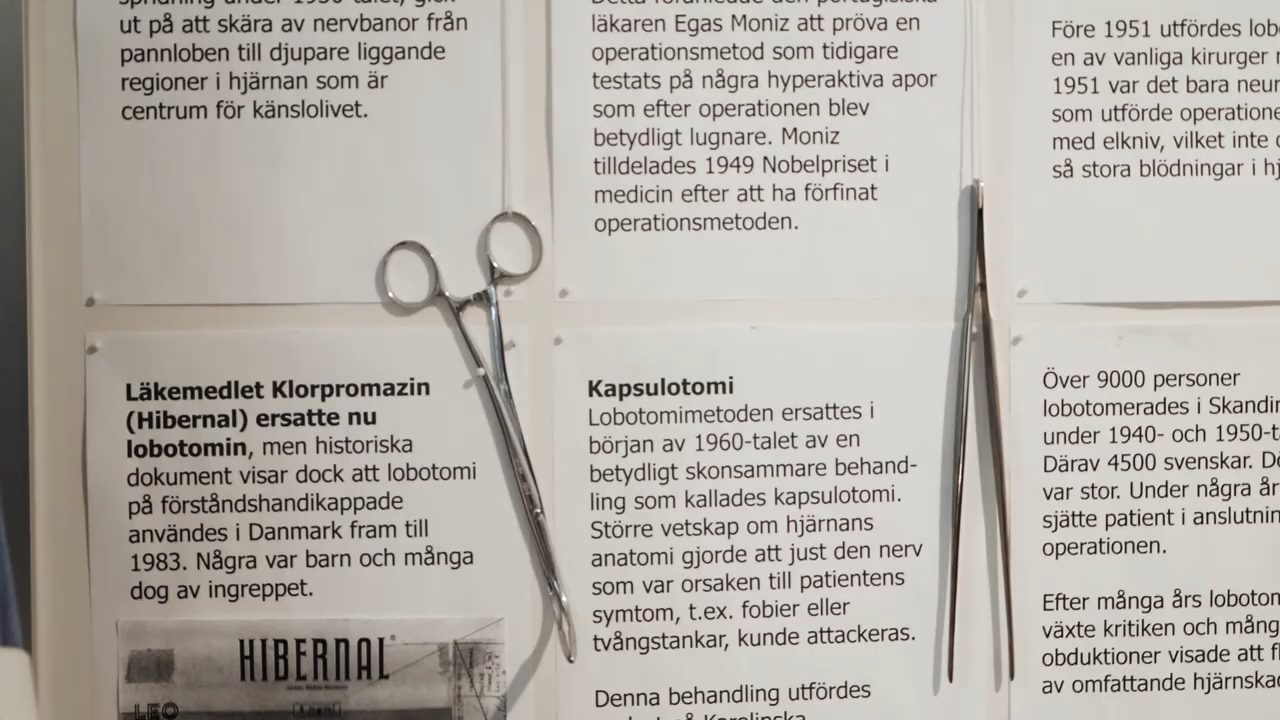 ut på att skära av nervbanor från
pannloben till djupare liggande
regioner i hjärnan som är
centrum för känslolivet.
läkaren Egas Moniz att pröva en
operationsmetod som tidigare
testats på några hyperaktiva apor
som efter operationen blev
betydligt lugnare. Moniz
tilldelades 1949 Nobelpriset i
medicin efter att ha förfinat
operationsmetoden.
Före 1951 utfördes
en av vanliga kirurger
1951 var det bara
som utförde
med elkniv, vilket inte
så stora blödningar i
Läkemedlet Klorpromazin
(Hibernal) ersatte nu
lobotomin, men historiska
dokument visar dock att lobotomi
på förståndshandikappade
användes i Danmark fram till
1983. Några var barn och många
dog av ingreppet.
HIBERNAL
LEO
Kapsulotomi
Lobotomimetoden ersattes i
början av 1960-talet av en
betydligt skonsammare behand-
ling som kallades kapsulotomi.
Större vetskap om hjärnans
anatomi gjorde att just den nerv
som var orsaken till patientens
symtom, t.ex. fobier eller
tvångstankar, kunde attackeras.
Denna behandling utfördes
Över 9000 personer
lobotomerades i
under 1940- och
Därav 4500 svenskar.
var stor. Under några
sjätte patient i
operationen.
Efter många års
växte kritiken och
obduktioner visade att
av omfattande